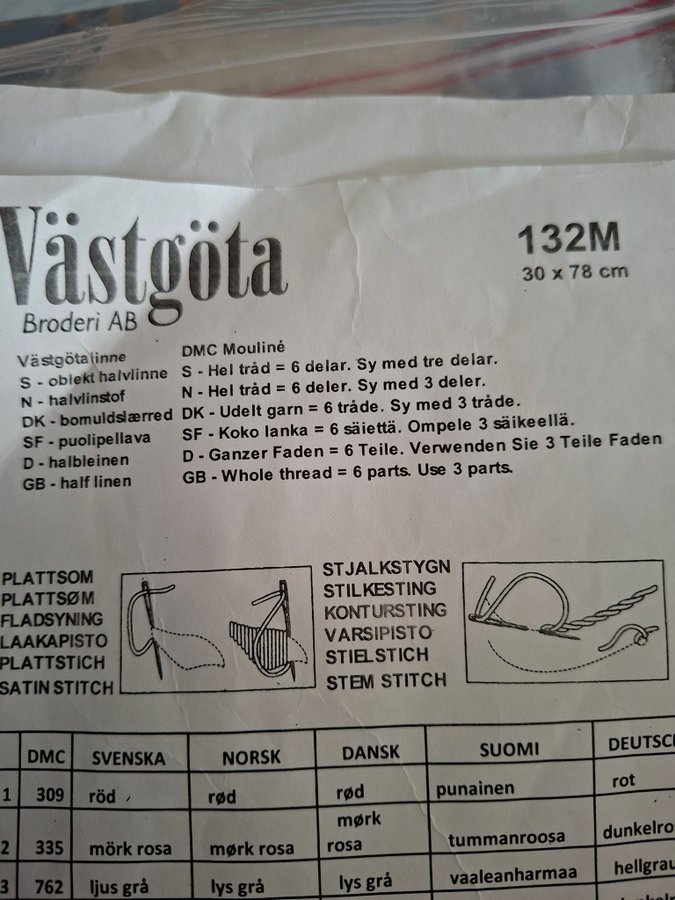 Västgöta
Broderi AB
132M
30 x 78 cm
Västgötalinne
S - oblekt halvlinne
N - halvlinstof
DK - bomuldslærred
SF - puolipellava
D - halbleinen
GB - half linen
DMC Mouliné
S - Hel tråd = 6 delar. Sy med tre delar.
N - Hel tråd = 6 deler. Sy med 3 deler.
DK - Udelt garn = 6 tråde. Sy med 3 tråde.
SF - Koko lanka = 6 säiettä. Ompele 3 säikeellä.
D - Ganzer Faden = 6 Teile. Verwenden Sie 3 Teile Faden
GB - Whole thread = 6 parts. Use 3 parts.
PLATTSOM
PLATTSØM
FLADSYNING
LAAKAPISTO
PLATTSTICH
SATIN STITCH
STJALKSTYGN
STILKESTING
KONTURSTING
VARSIPISTO
STIELSTICH
STEM STITCH
DMC SVENSKA NORSK DANSK SUOMI DEUTSC
1 309 röd rød rød punainen rot
2 335 mörk rosa mørk rosa mørk rosa tummanroosa dunkelro
3 762 ljus grå lys grå lys grå vaaleanharmaa hellgrau